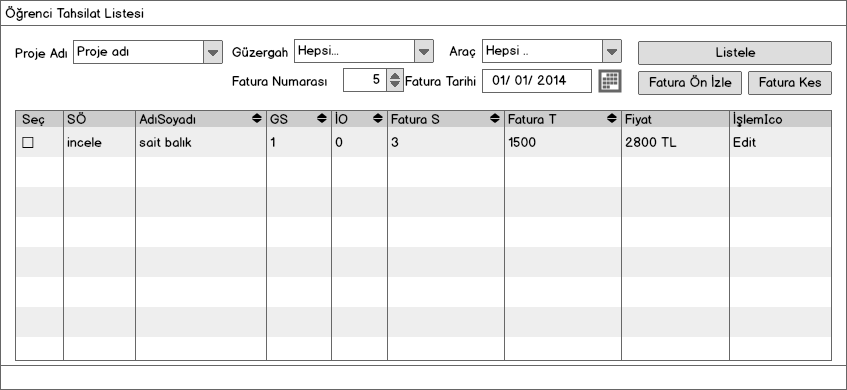 Öğrenci Tahsilat Listesi
Proje Adı Proje adı Güzergah Hepsi... Araç Hepsi .. Listele
Fatura Numarası 5 Fatura Tarihi 01/ 01/ 2014 Fatura Ön İzle Fatura Kes
Seç SÖ AdıSoyadı GS İO Fatura S Fatura T Fiyat İşlemIco
incele sait balık 1 0 3 1500 2800 TL Edit